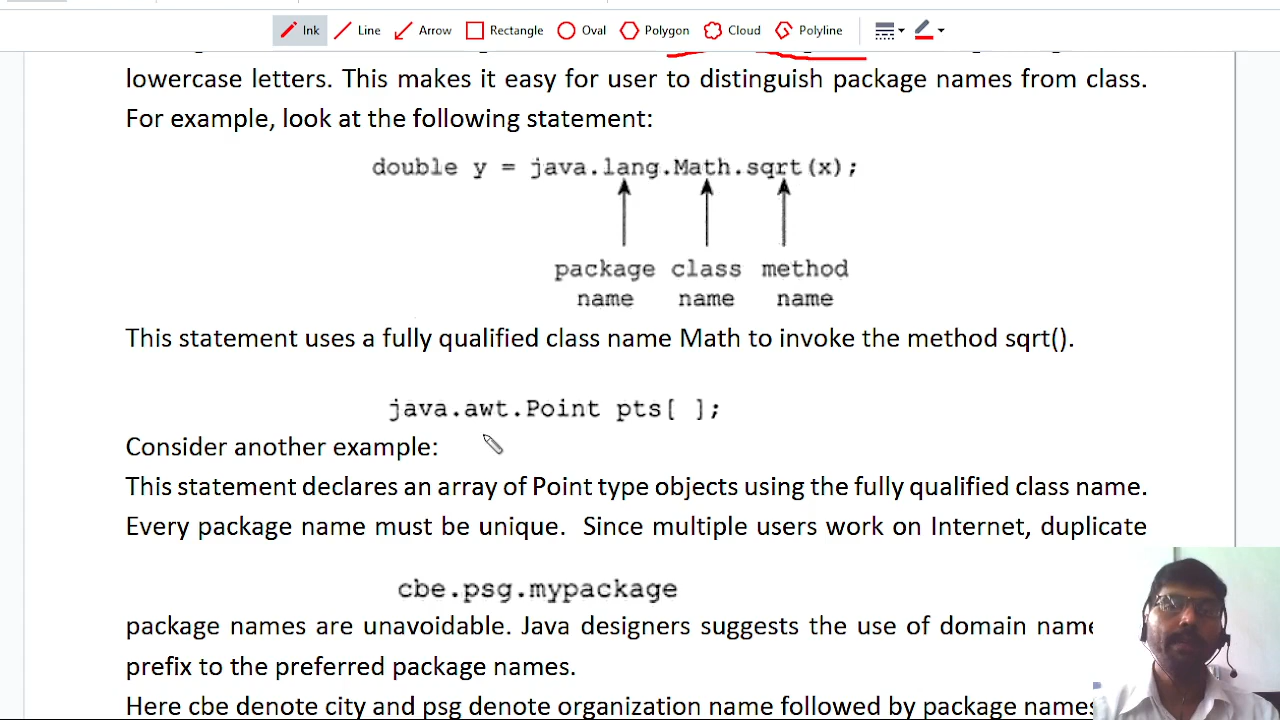 Ink Line Arrow Rectangle Oval Polygon Cloud Polyline
lowercase letters. This makes it easy for user to distinguish package names from class.
For example, look at the following statement:
double y = java.lang.Math.sqrt(x);
package class method
name name name
This statement uses a fully qualified class name Math to invoke the method sqrt().
java.awt.Point pts[ ];
Consider another example:
This statement declares an array of Point type objects using the fully qualified class name.
Every package name must be unique. Since multiple users work on Internet, duplicate
cbe.psg.mypackage
package names are unavoidable. Java designers suggests the use of domain name
prefix to the preferred package names.
Here cbe denote city and psg denote organization name followed by package names